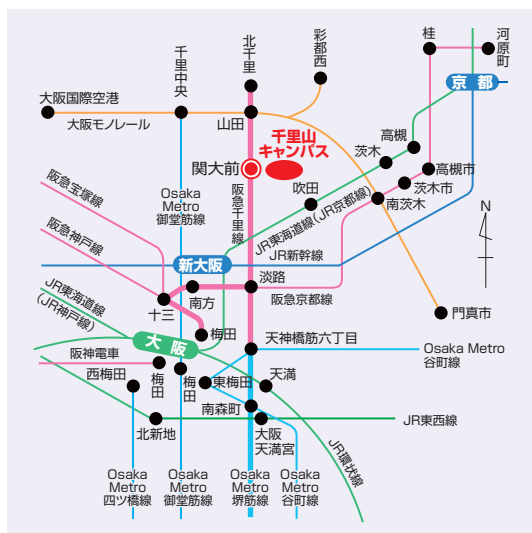 北千里
彩都西
桂
河原町
千里中央
京都
大阪国際空港
大阪モノレール
山田
千里山
キャンパス
関大前
高槻
茨木
高槻市
茨木市
南茨木
吹田
阪急宝塚線
阪急神戸線
Osaka
Metro
御堂筋線
阪急千里線
JR東海道線(JR京都線)
JR新幹線
N
新大阪
淡路
阪急京都線
南方
十三
梅田
門真市
JR東海道線
(JR神戸線)
大阪
天神橋筋六丁目
Osaka Metro
谷町線
阪神電車
西梅田
梅田
梅田
東梅田
天満
南森町
北新地
大阪
天満宮
JR東西線
JR環状線
Osaka
Metro
四ツ橋線
Osaka
Metro
御堂筋線
Osaka
Metro
堺筋線
Osaka
Metro
谷町線